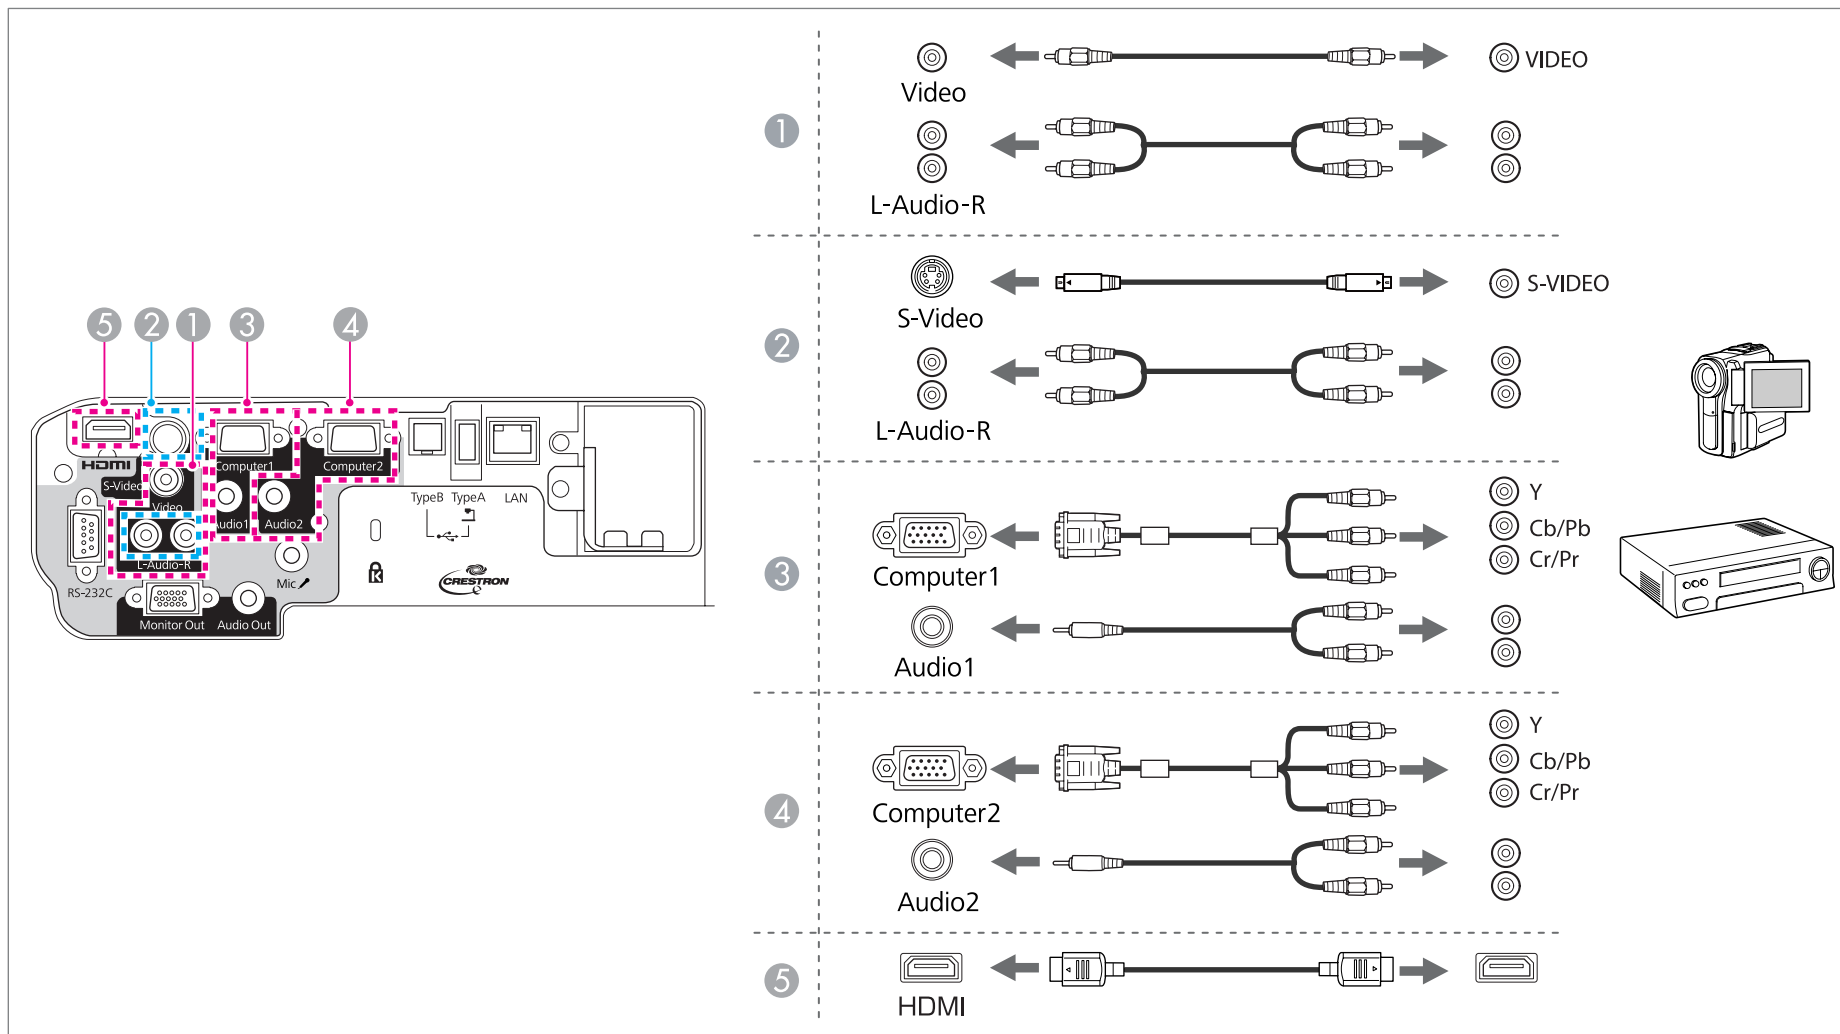 5 2 1 3 4
HDMI
S-Video
Video
L-Audio-R
Computer1
Audio1
Audio2
Computer2
TypeB TypeA LAN
RS-232C
Monitor Out
Audio Out
Mic
K
CRESTRON
1
Video
VIDEO
L-Audio-R
2
S-Video
S-VIDEO
L-Audio-R
3
Computer1
Y
Cb/Pb
Cr/Pr
Audio1
4
Computer2
Y
Cb/Pb
Cr/Pr
Audio2
5
HDMI